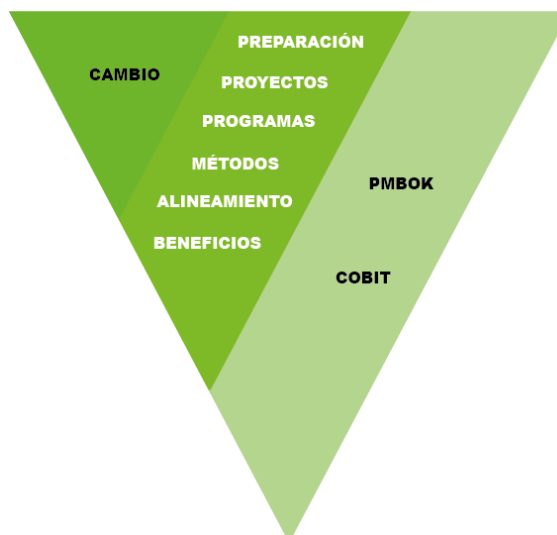 CAMBIO
PREPARACIÓN
PROYECTOS
PROGRAMAS
MÉTODOS
ALINEAMIENTO
BENEFICIOS
PMBOK
COBIT